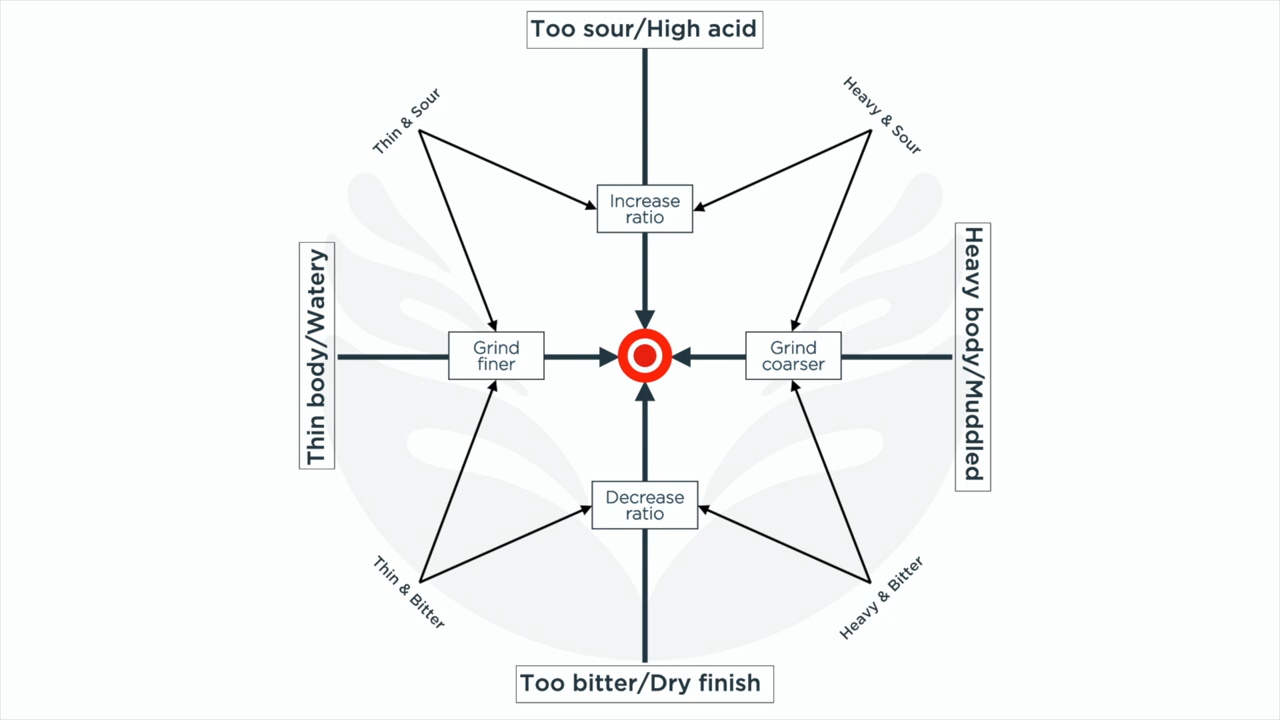 Too sour/High acid
Thin & Sour
Heavy & Sour
Increase
ratio
Thin body/Watery
Grind
finer
Grind
coarser
Heavy body/Muddled
Decrease
ratio
Thin & Bitter
Heavy & Bitter
Too bitter/Dry finish